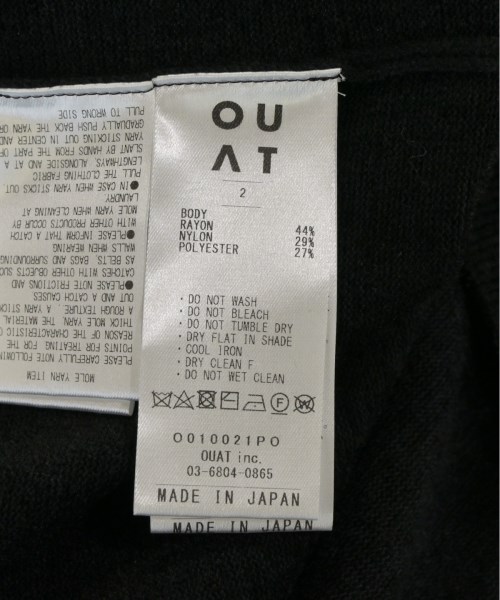 OU
ΛT
2
BODY
RAYON 44%
NYLON 29%
POLYESTER 27%
・DO NOT WASH
・DO NOT BLEACH
・DO NOT TUMBLE DRY
・DRY FLAT IN SHADE
・COOL IRON
・DRY CLEAN F
・DO NOT WET CLEAN
F W
O010021PO
OUAT inc.
03-6804-0865
MADE IN JAPAN
MADE IN JAPAN
MOLE YARN ITEM
PLEASE CAREFULLY NOTE FOLLOWIN
POINTS FOR TREATING FOR THE
REASON OF CHARACTERISTIC O
THICK MOLE YARN, THE MATERIAL
A ROUGH TEXTURE. A YARN STICK
OUT AND A CATCH CAUSES
●PLEASE NOTE FRICTIONS AND
CATCHES WITH OTHER OBJECTS SUC
AS BELTS, BAGS AND SURROUNDING
WALLS WHEN WEARING
●PLEASE INFORM THAT A CATCH
WITH OTHER PRODUCTS OCCUR BY
MOLE YARN WHEN CLEANING AT
LAUNDRY
●IN CASE WHEN YARN STICKS OUT
PULL THE CLOTHING FABRIC
LENGTHWAYS, ALONGSIDE, AND AT A
SLANT BY HANDS FROM THE PART OF
YARN STICKING OUT IN CENTER AND
GRADUALLY PUSH BACK THE YARN OR
PULL TO WRONG SIDE